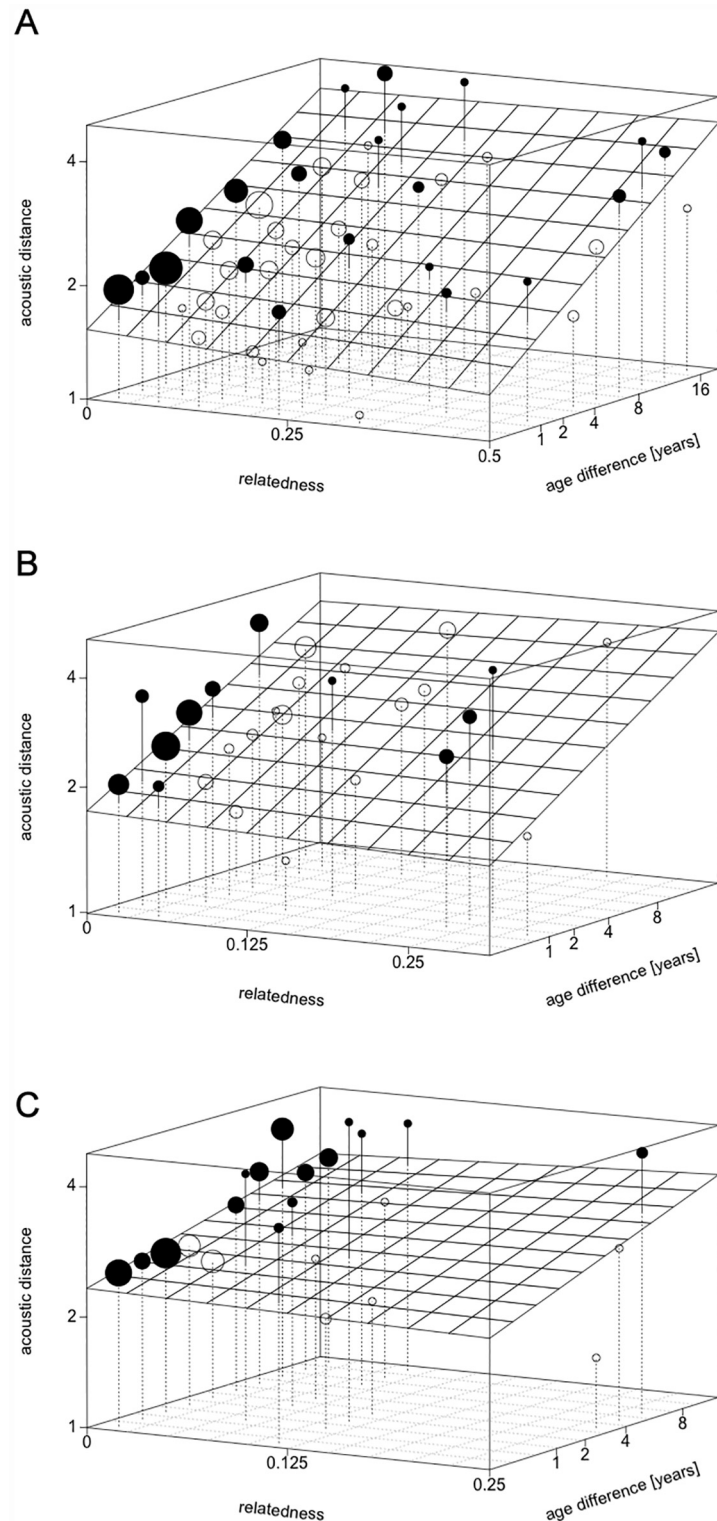 A
4
2
1
acoustic distance
0
0.25
0.5
relatedness
1
2
4
8
16
age difference [years]
B
4
2
1
acoustic distance
0
0.125
0.25
relatedness
1
2
4
8
age difference [years]
C
4
2
1
acoustic distance
0
0.125
0.25
relatedness
1
2
4
8
age difference [years]